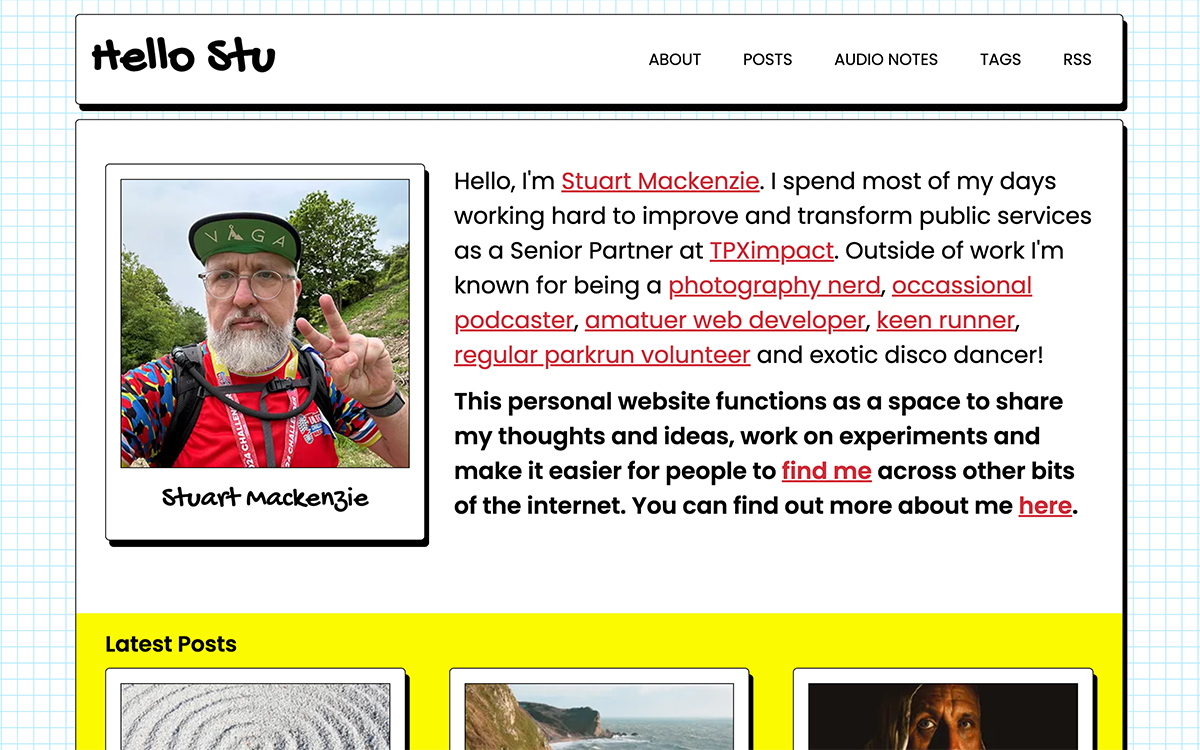 Hello Stu
ABOUT POSTS AUDIO NOTES TAGS RSS
VAGA
24 CHALLENGE
24 CHALL
Stuart Mackenzie
Hello, I'm Stuart Mackenzie. I spend most of my days
working hard to improve and transform public services
as a Senior Partner at TPXimpact. Outside of work I'm
known for being a photography nerd, occassional
podcaster, amatuer web developer, keen runner,
regular parkrun volunteer and exotic disco dancer!
This personal website functions as a space to share
my thoughts and ideas, work on experiments and
make it easier for people to find me across other bits
of the internet. You can find out more about me here.
Latest Posts